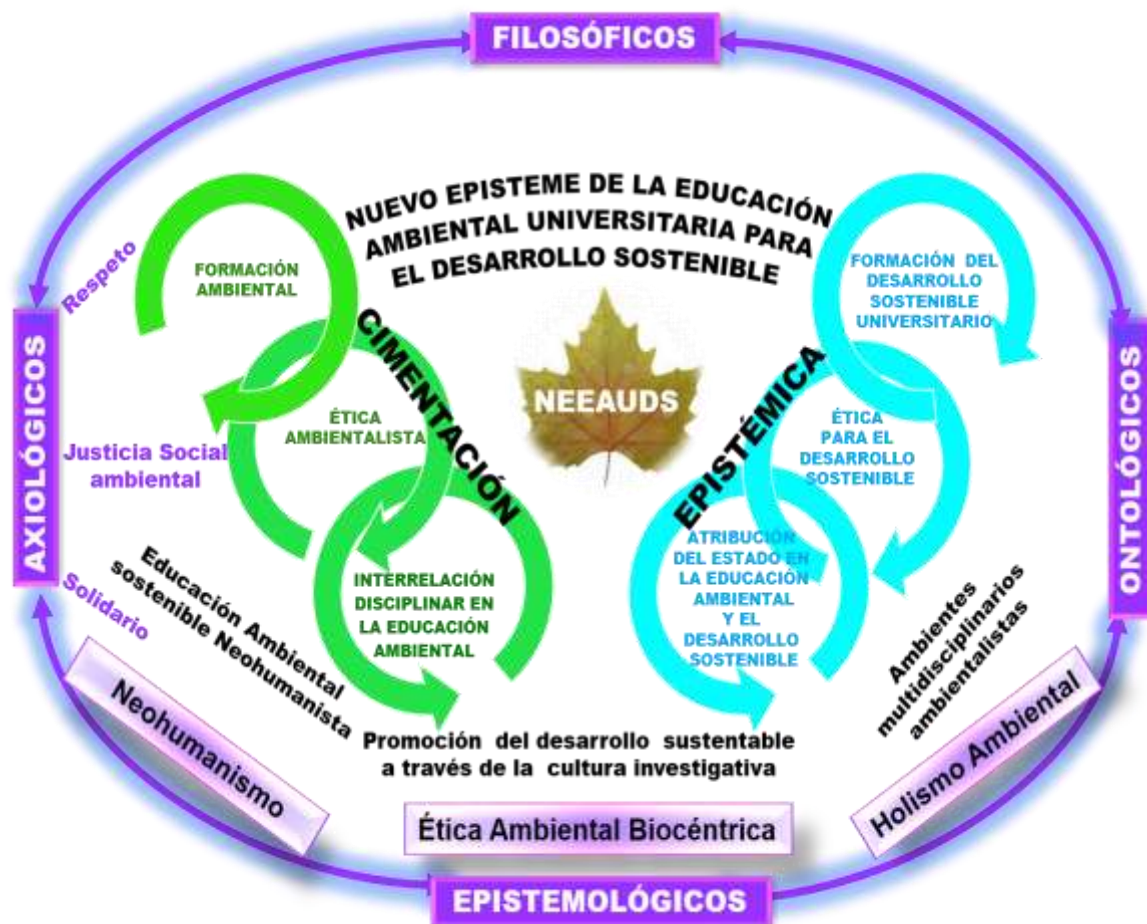 FILOSÓFICOS
NUEVO EPISTEME DE LA EDUCACIÓN
AMBIENTAL UNIVERSITARIA PARA
EL DESARROLLO SOSTENIBLE
NEEAUDS
CIMENTACIÓN
EPISTÉMICA
FORMACIÓN
AMBIENTAL
ÉTICA
AMBIENTALISTA
INTERRELACIÓN
DISCIPLINAR EN
LA EDUCACIÓN
AMBIENTAL
FORMACIÓN DEL
DESARROLLO
SOSTENIBLE
UNIVERSITARIO
ÉTICA
PARA EL
DESARROLLO
SOSTENIBLE
ATRIBUCIÓN
DEL ESTADO EN
LA EDUCACIÓN
AMBIENTAL
Y EL
DESARROLLO
SOSTENIBLE
AXIOLÓGICOS
Respeto
Justicia Social
ambiental
Solidario
ONTOLÓGICOS
Educación Ambiental
sostenible Neohumanista
Ambientes
multidisciplinarios
ambientalistas
Promoción del desarrollo sustentable
a través de la cultura investigativa
Neohumanismo
Ética Ambiental Biocéntrica
Holismo Ambiental
EPISTEMOLÓGICOS